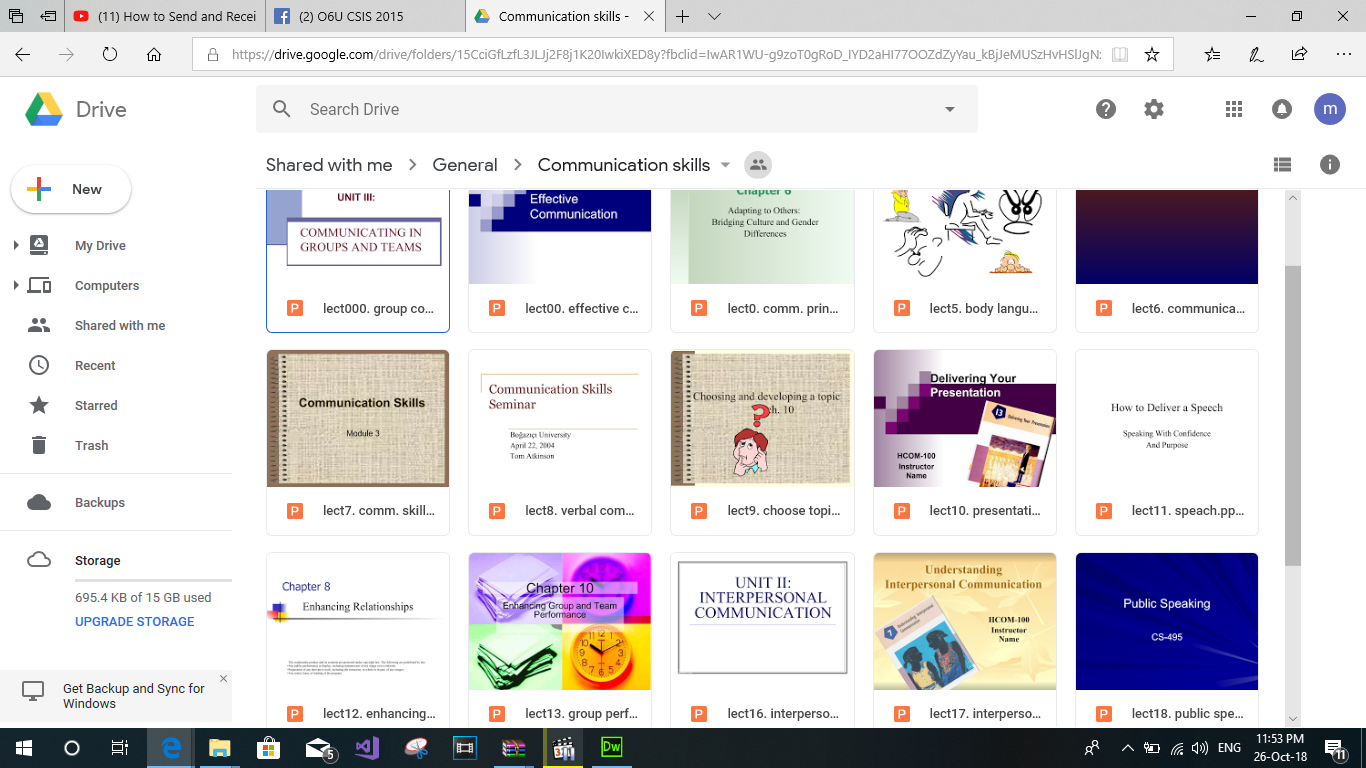 (11) How to Send and Recei
(2) O6U CSIS 2015
Communication skills -
https://drive.google.com/drive/folders/15CciGfLzfL3JLJj2F8j1K20IwkiXED8y?fbclid=IwAR1WU-g9zoT0gRoD_IYD2aHI77OOZdZyYau_kBjJeMUSzHvHSlJgN:
Drive
Search Drive
m
Shared with me > General > Communication skills
New
My Drive
Computers
Shared with me
Recent
Starred
Trash
Backups
Storage
695.4 KB of 15 GB used
UPGRADE STORAGE
Get Backup and Sync for
Windows
UNIT III:
COMMUNICATING IN
GROUPS AND TEAMS
P lect000. group co...
Effective
Communication
P lect00. effective c...
Chapter 6
Adapting to Others:
Bridging Culture and Gender
Differences
P lect0. comm. prin...
P lect5. body langu...
P lect6. communica...
Communication Skills
Module 3
P lect7. comm. skill...
Communication Skills
Seminar
Boğaziçi University
April 22, 2004
Tom Atkinson
P lect8. verbal com...
Choosing and developing a topic
ch. 10
P lect9. choose topi...
Delivering Your
Presentation
13 Delivering Your Presentation
HCOM-100
Instructor
Name
P lect10. presentati...
How to Deliver a Speech
Speaking With Confidence
And Purpose
P lect11. speach.pp...
Chapter 8
Enhancing Relationships
P lect12. enhancing...
Chapter 10
Enhancing Group and Team
Performance
P lect13. group perf...
UNIT II:
INTERPERSONAL
COMMUNICATION
P lect16. interperso...
Understanding
Interpersonal Communication
7
HCOM-100
Instructor
Name
P lect17. interperso...
Public Speaking
CS-495
P lect18. public spe...
5
Dw
ENG
11:53 PM
26-Oct-18
11